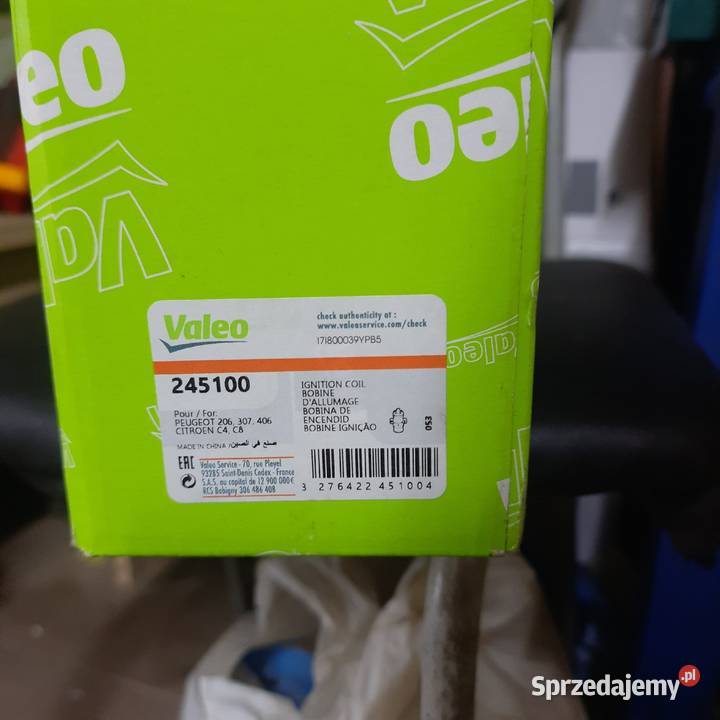 eo
Valeo
Valeo
Valeo
Valeo
check authenticity at :
www.valeoservice.com/check
171800039YPB5
245100
IGNITION COIL
BOBINE
D'ALLUMAGE
BOBINA DE
ENCENDID
BOBINE IGNIÇÃO
Pour / For:
PEUGEOT 206, 307, 406
CITROEN C4, C8
MADE IN CHINA / صنع في الصين
053
EAC
Valeo Service - 70, rue Pleyel
93285 Saint-Denis Cedex - France
S.A.S. au capital de 12 900 000€
RCS Bobigny 306 486 408
3 276422 451004
Sprzedajemy.pl